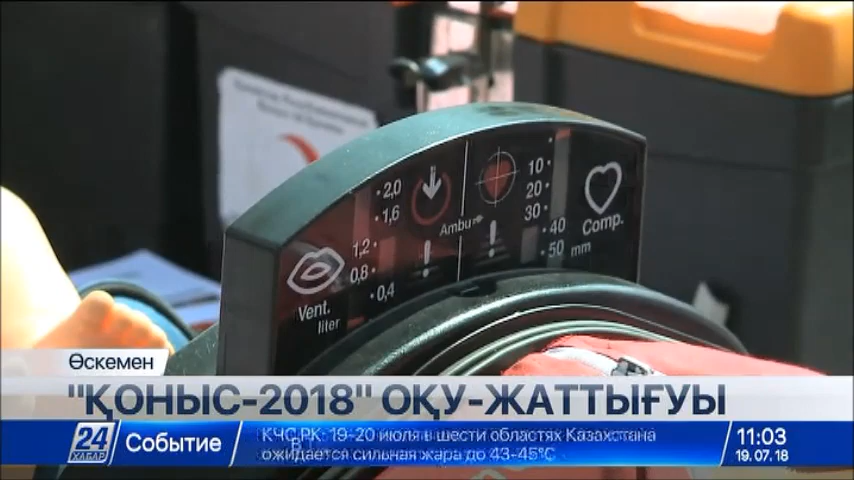 2,0
1,6
1,2
0,8
0,4
Vent.
liter
Ambu
10
20
30
40
50 mm
Comp.
Өскемен
"ҚОНЫС-2018" ОҚУ-ЖАТТЫҒУЫ
24
ХАБАР
Событие
КЧС РК: 19-20 июля в шести областях Казахстана
ожидается сильная жара до 43-45°С
11:03
19.07.18